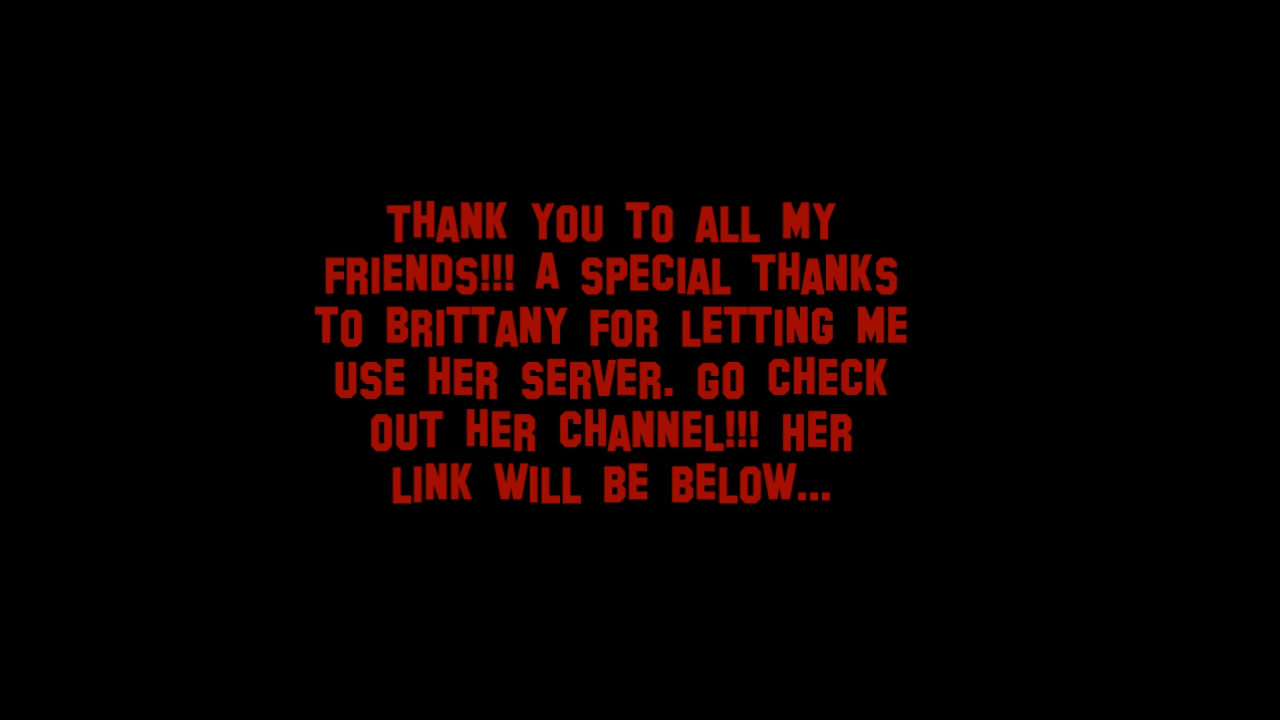 THANK YOU TO ALL MY
FRIENDS!!! A SPECIAL THANKS
TO BRITTANY FOR LETTING ME
USE HER SERVER. GO CHECK
OUT HER CHANNEL!!! HER
LINK WILL BE BELOW...